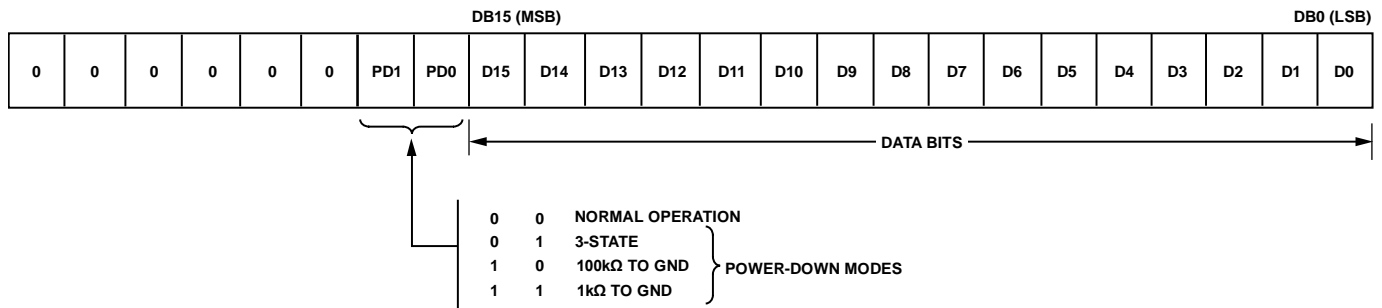 DB15 (MSB) DB0 (LSB)
0 0 0 0 0 0 PD1 PD0 D15 D14 D13 D12 D11 D10 D9 D8 D7 D6 D5 D4 D3 D2 D1 D0
DATA BITS
0 0 NORMAL OPERATION
0 1 3-STATE
1 0 100kΩ TO GND
POWER-DOWN MODES
1 1 1kΩ TO GND